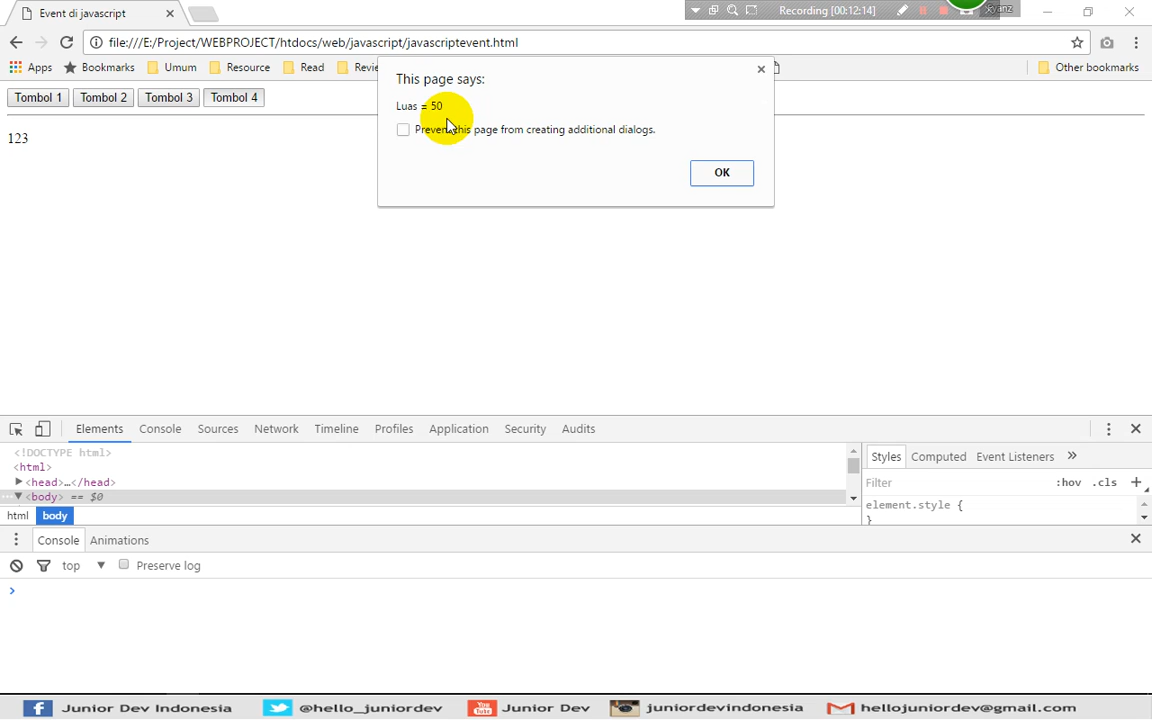 Event di javascript
Recording [00:12:14]
file:///E:/Project/WEBPROJECT/htdocs/web/javascript/javascriptevent.html
Apps Bookmarks Umum Resource Read Other bookmarks
This page says:
Tombol 1 Tombol 2 Tombol 3 Tombol 4
Luas = 50
Prevent this page from creating additional dialogs.
123
OK
Elements Console Sources Network Timeline Profiles Application Security Audits
<!DOCTYPE html>
<html>
<head>…</head>
<body> == $0
Styles Computed Event Listeners »
Filter :hov .cls +
element.style {
}
html body
Console Animations
top Preserve log
>
Junior Dev Indonesia @hello_juniordev You Tube Junior Dev juniordevindonesia hellojuniordev@gmail.com